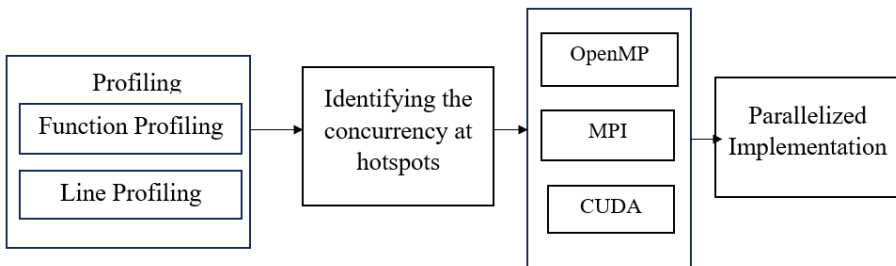 Profiling
Function Profiling
Line Profiling
Identifying the
concurrency at
hotspots
OpenMP
MPI
CUDA
Parallelized
Implementation